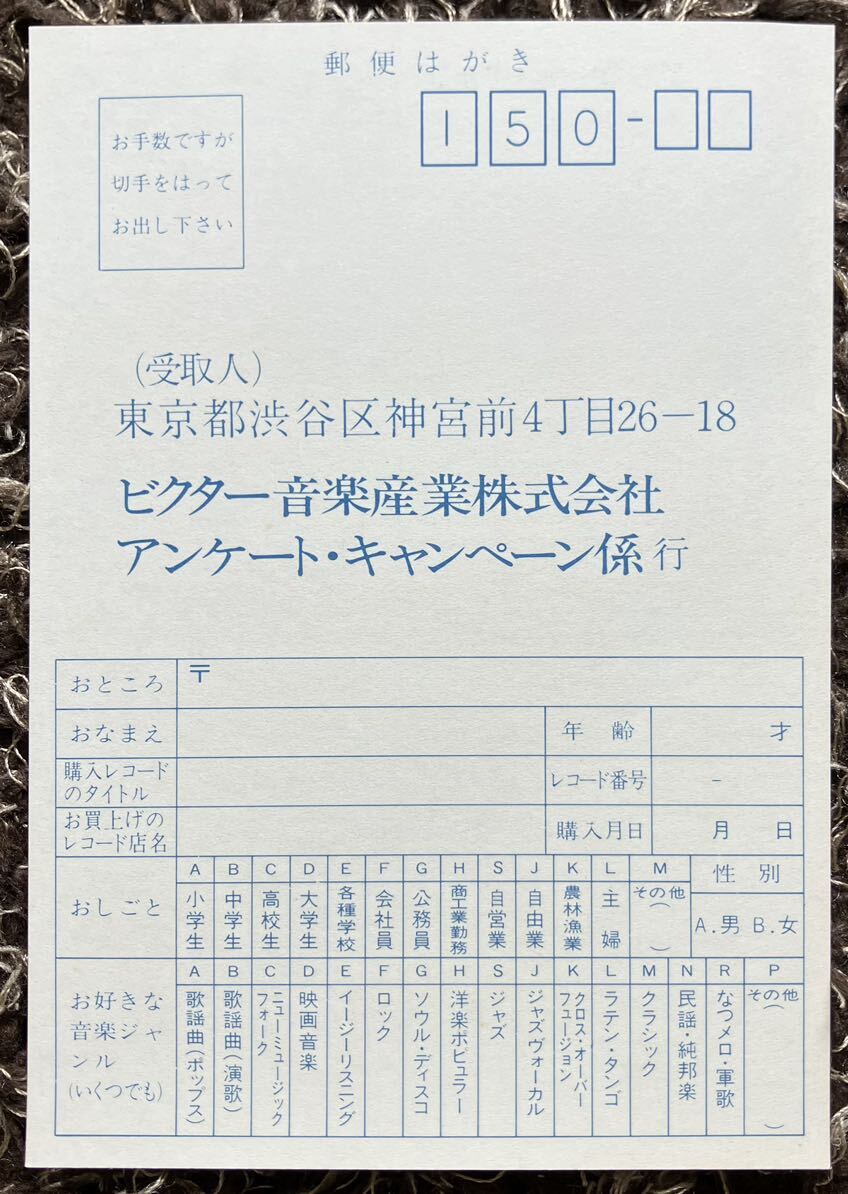 郵便はがき
お手数ですが
切手をはって
お出し下さい
150-
(受取人)
東京都渋谷区神宮前4丁目26-18
ビクター音楽産業株式会社
アンケート・キャンペーン係 行
おところ 〒
おなまえ 年齢 才
購入レコードのタイトル レコード番号 -
お買上げのレコード店名 購入月日 月 日
おしごと
A 小学生
B 中学生
C 高校生
D 大学生
E 各種学校
F 会社員
G 公務員
H 商工業勤務
S 自営業
J 自由業
K 農林漁業
L 主婦
M その他( )
性別
A.男 B.女
お好きな
音楽ジャ
ンル
(いくつでも)
A 歌謡曲(ポップス)
B 歌謡曲(演歌)
C ニューミュージック フォーク
D 映画音楽
E イージーリスニング
F ロック
G ソウル・ディスコ
H 洋楽ポピュラー
S ジャズ
J ジャズヴォーカル
K クロス・オーバー フュージョン
L ラテン・タンゴ
M クラシック
N 民謡・純邦楽
R なつメロ・軍歌
P その他( )